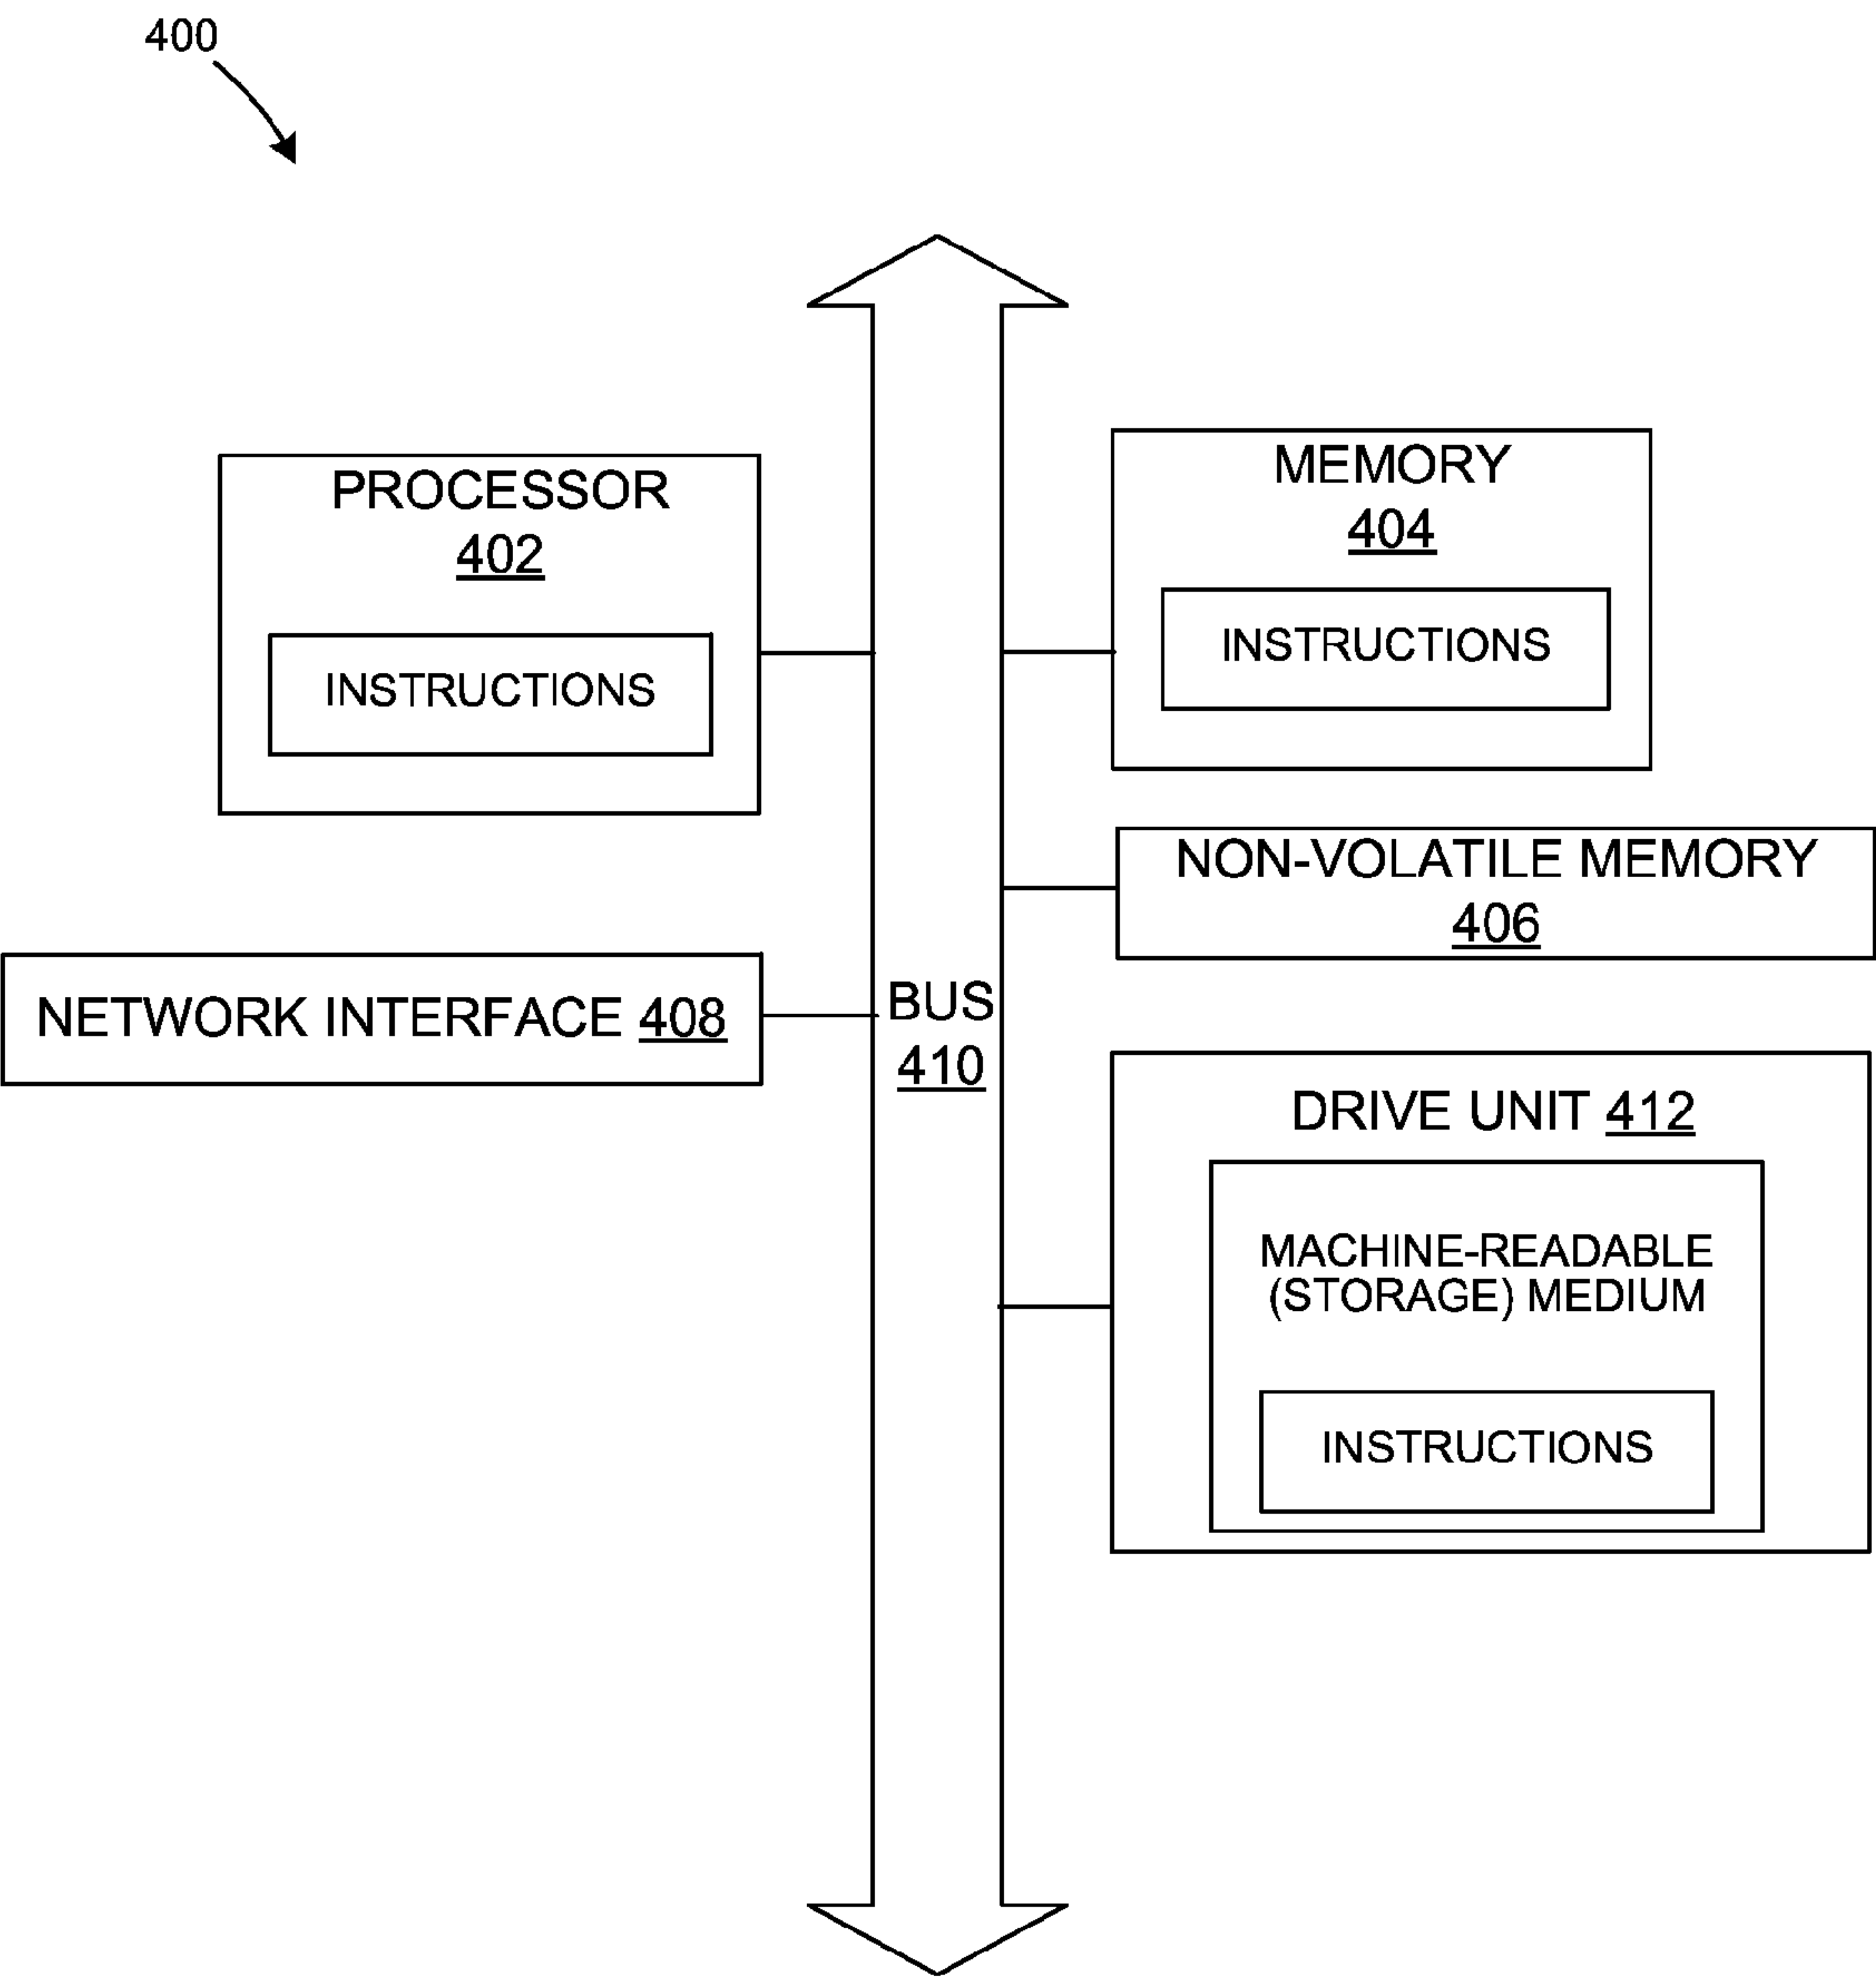 400
PROCESSOR
402
INSTRUCTIONS
MEMORY
404
INSTRUCTIONS
NON-VOLATILE MEMORY
406
NETWORK INTERFACE 408
BUS
410
DRIVE UNIT 412
MACHINE-READABLE
(STORAGE) MEDIUM
INSTRUCTIONS